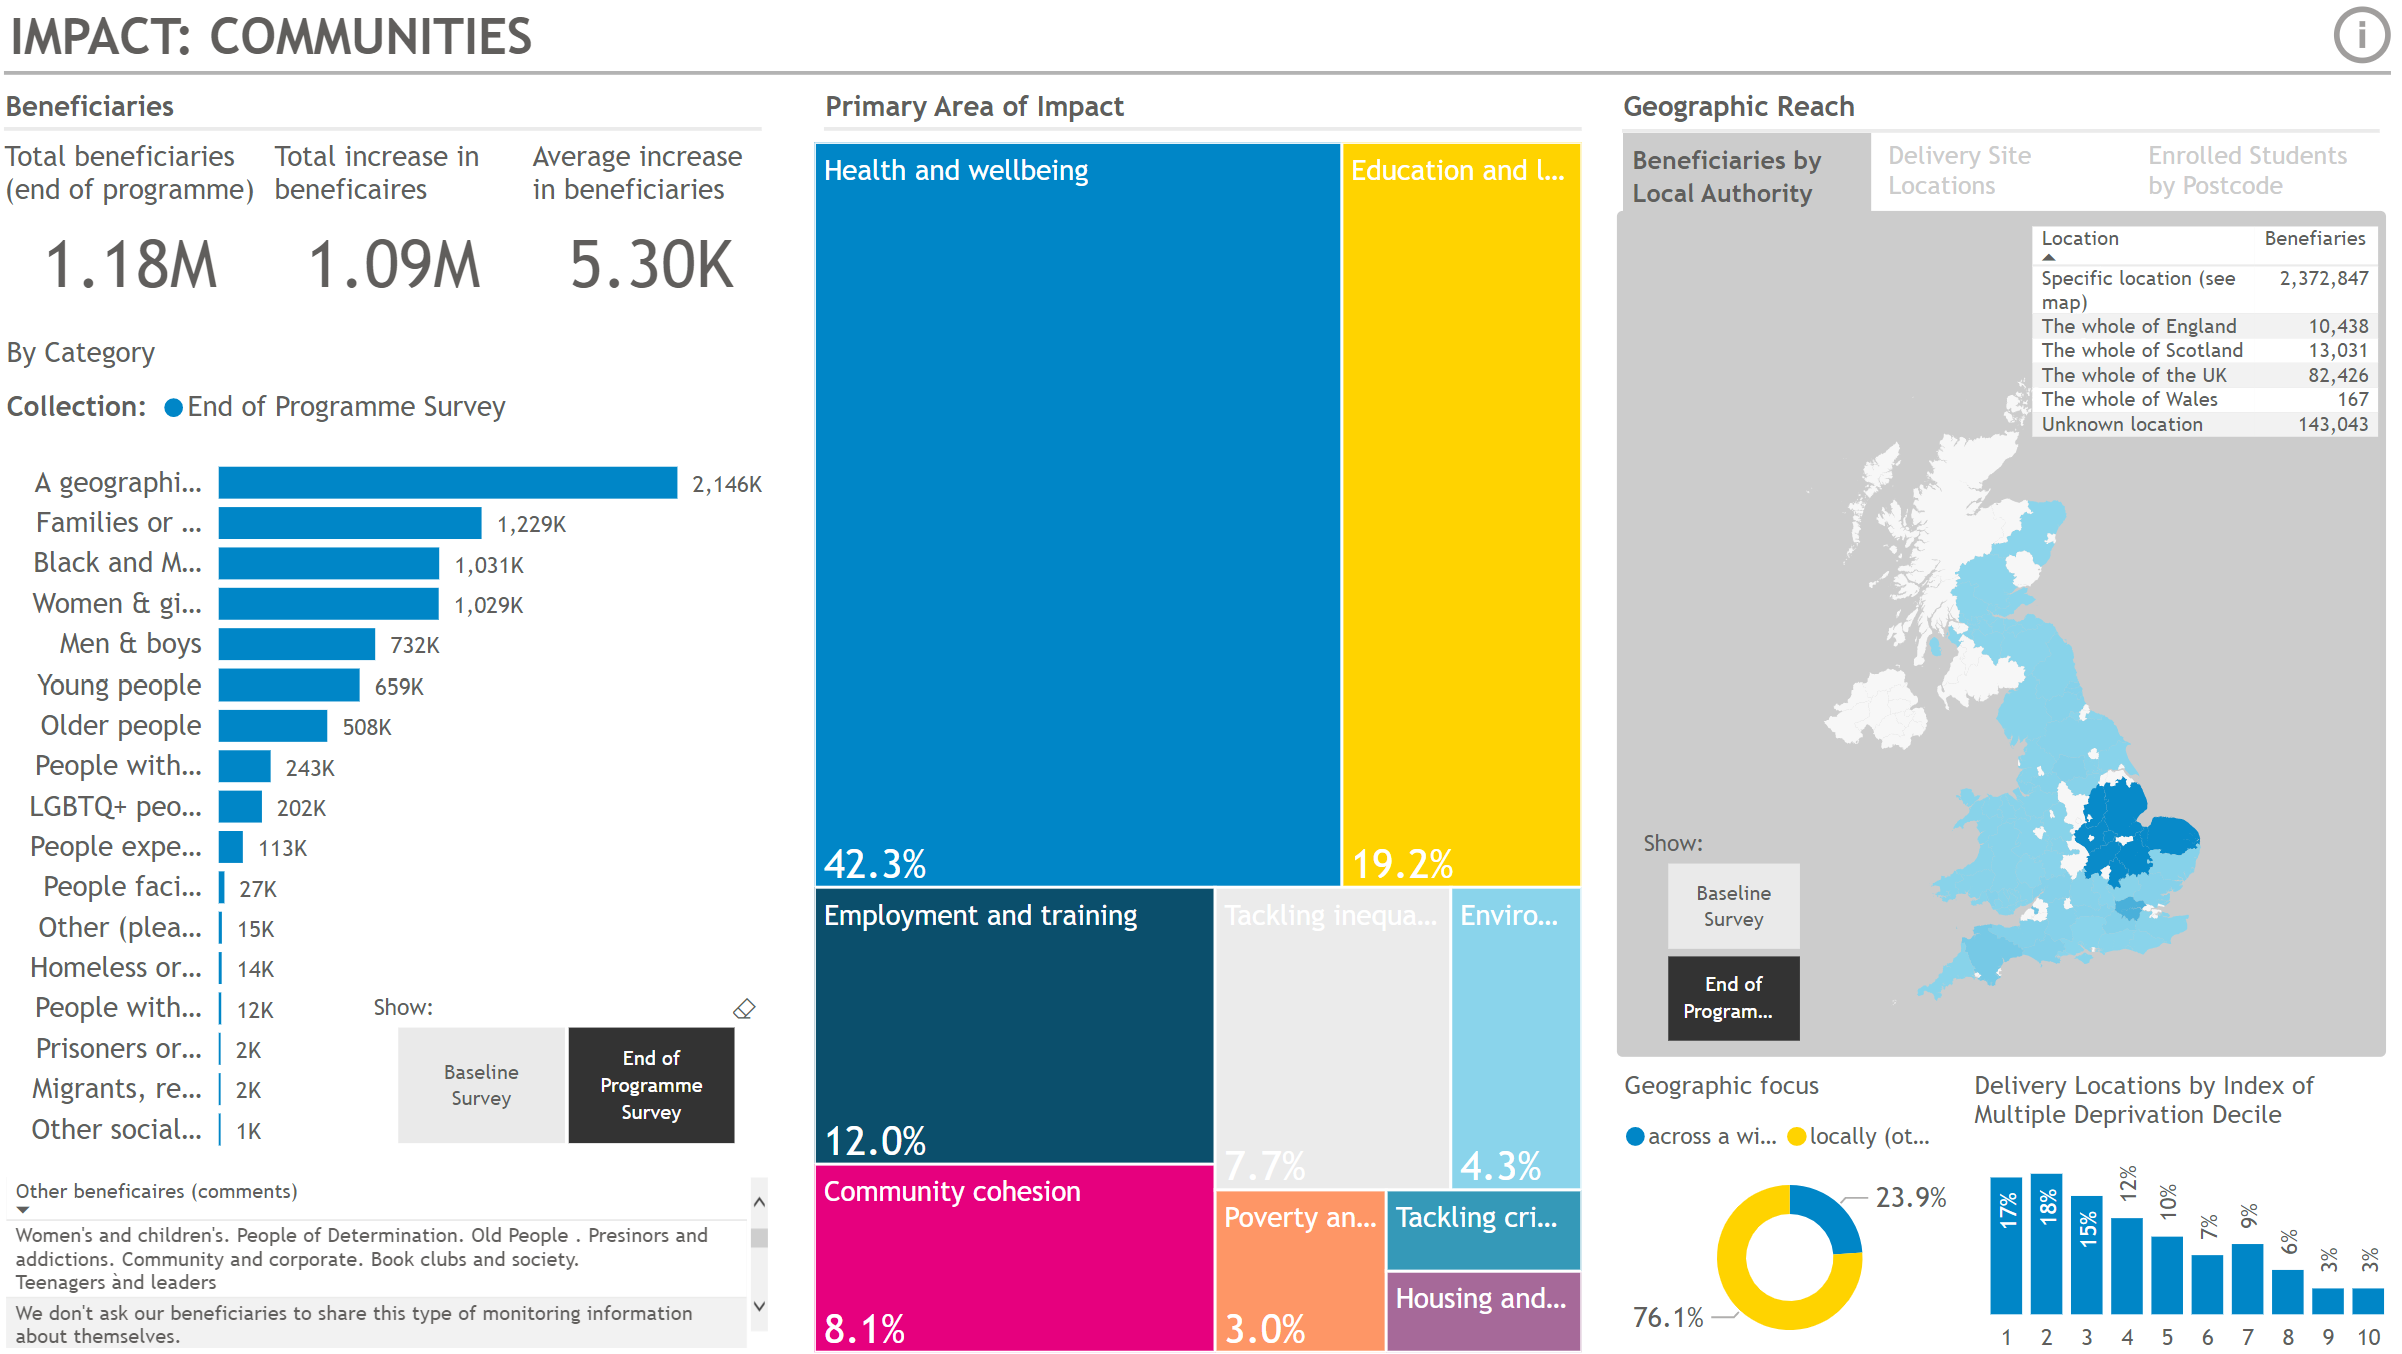 IMPACT: COMMUNITIES
i
Beneficiaries
Total beneficiaries
(end of programme)
1.18M
Total increase in
beneficaires
1.09M
Average increase
in beneficiaries
5.30K
By Category
Collection: End of Programme Survey
A geographi... 2,146K
Families or ... 1,229K
Black and M... 1,031K
Women & gi... 1,029K
Men & boys 732K
Young people 659K
Older people 508K
People with... 243K
LGBTQ+ peo... 202K
People expe... 113K
People faci... 27K
Other (plea... 15K
Homeless or... 14K
People with... 12K
Prisoners or... 2K
Migrants, re... 2K
Other social... 1K
Show:
Baseline
Survey
End of
Programme
Survey
Other beneficaires (comments)
Women's and children's. People of Determination. Old People . Presinors and
addictions. Community and corporate. Book clubs and society.
Teenagers ànd leaders
We don't ask our beneficiaries to share this type of monitoring information
about themselves.
Primary Area of Impact
Health and wellbeing
42.3%
Education and l...
19.2%
Employment and training
12.0%
Tackling inequa...
7.7%
Enviro...
4.3%
Community cohesion
8.1%
Poverty an...
3.0%
Tackling cri...
Housing and...
Geographic Reach
Beneficiaries by
Local Authority
Delivery Site
Locations
Enrolled Students
by Postcode
Location Benefiaries
Specific location (see
map) 2,372,847
The whole of England 10,438
The whole of Scotland 13,031
The whole of the UK 82,426
The whole of Wales 167
Unknown location 143,043
Show:
Baseline
Survey
End of
Program...
Geographic focus
across a wi... locally (ot...
23.9%
76.1%
Delivery Locations by Index of
Multiple Deprivation Decile
17% 18% 15% 12% 10% 7% 9% 6% 3% 3%
1 2 3 4 5 6 7 8 9 10